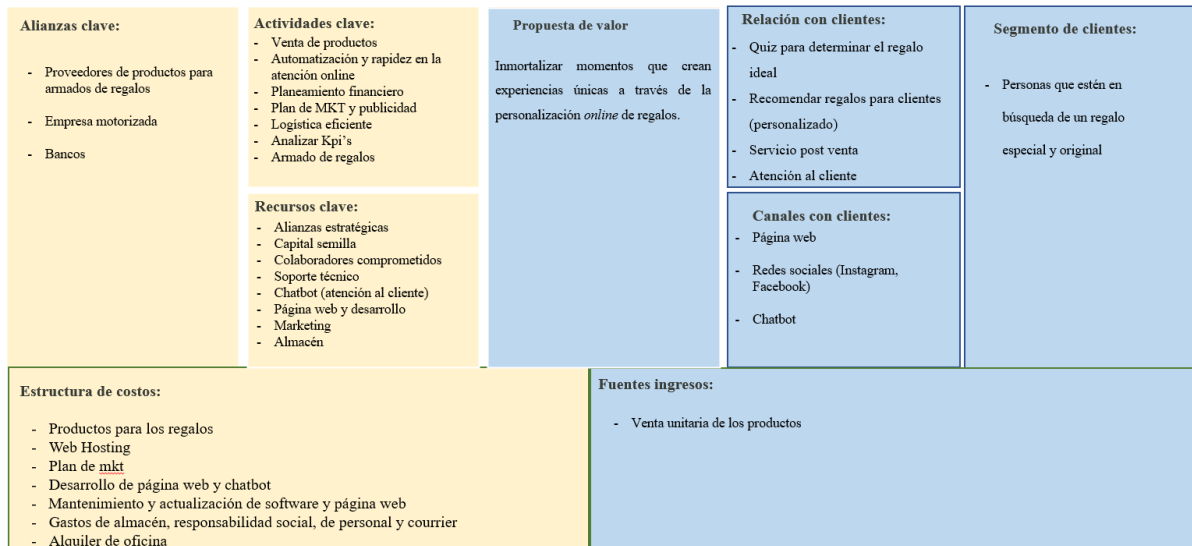 Alianzas clave:
- Proveedores de productos para
armados de regalos
- Empresa motorizada
- Bancos
Actividades clave:
- Venta de productos
- Automatización y rapidez en la
atención online
- Planeamiento financiero
- Plan de MKT y publicidad
- Logística eficiente
- Analizar Kpi's
- Armado de regalos
Recursos clave:
- Alianzas estratégicas
- Capital semilla
- Colaboradores comprometidos
- Soporte técnico
- Chatbot (atención al cliente)
- Página web y desarrollo
- Marketing
- Almacén
Propuesta de valor
Inmortalizar momentos que crean
experiencias únicas a través de la
personalización online de regalos.
Relación con clientes:
- Quiz para determinar el regalo
ideal
- Recomendar regalos para clientes
(personalizado)
- Servicio post venta
- Atención al cliente
Canales con clientes:
- Página web
- Redes sociales (Instagram,
Facebook)
- Chatbot
Segmento de clientes:
- Personas que estén en
búsqueda de un regalo
especial y original
Estructura de costos:
- Productos para los regalos
- Web Hosting
- Plan de mkt
- Desarrollo de página web y chatbot
- Mantenimiento y actualización de software y página web
- Gastos de almacén, responsabilidad social, de personal y courrier
- Alquiler de oficina
Fuentes ingresos:
- Venta unitaria de los productos